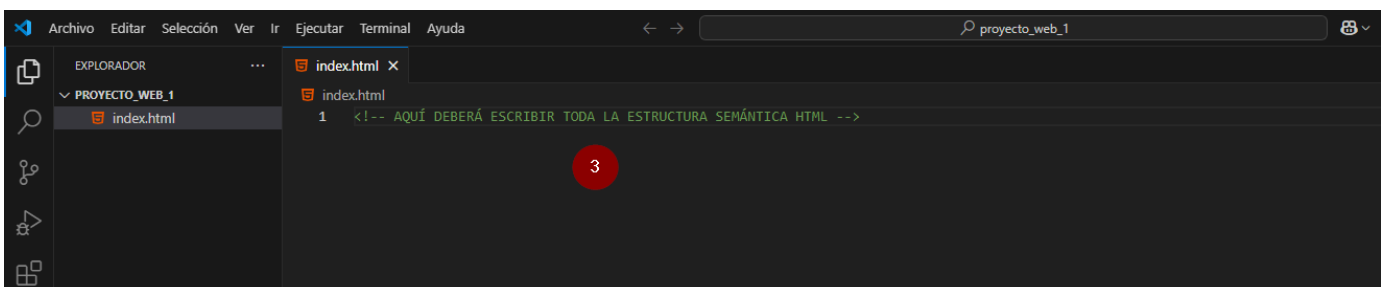 Archivo Editar Selección Ver Ir Ejecutar Terminal Ayuda proyecto_web_1
EXPLORADOR ... index.html
PROYECTO_WEB_1 index.html
index.html 1 <!-- AQUÍ DEBERÁ ESCRIBIR TODA LA ESTRUCTURA SEMÁNTICA HTML -->
3